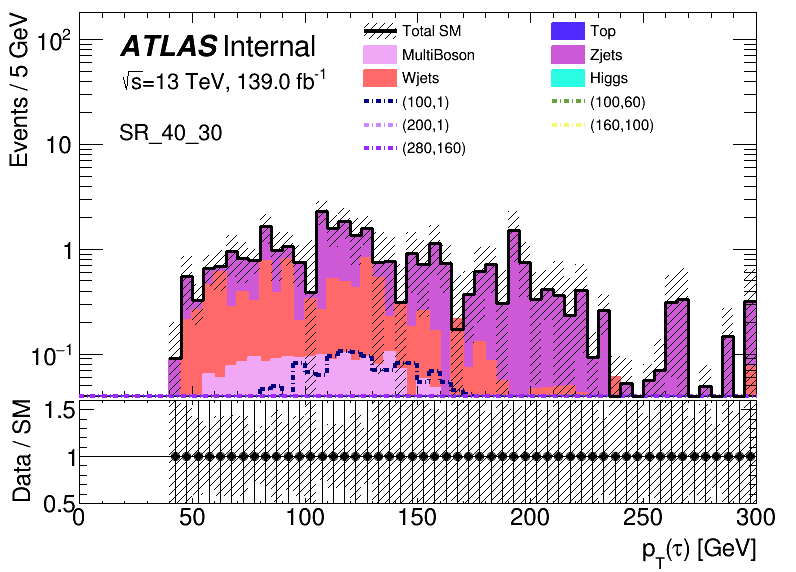 ATLAS Internal
√s=13 TeV, 139.0 fb⁻¹
SR_40_30
Total SM
MultiBoson
Wjets
(100,1)
(200,1)
(280,160)
Top
Zjets
Higgs
(100,60)
(160,100)
Events / 5 GeV
10²
10
1
10⁻¹
Data / SM
1.5
1
0.5
0 50 100 150 200 250 300
p_T(τ) [GeV]